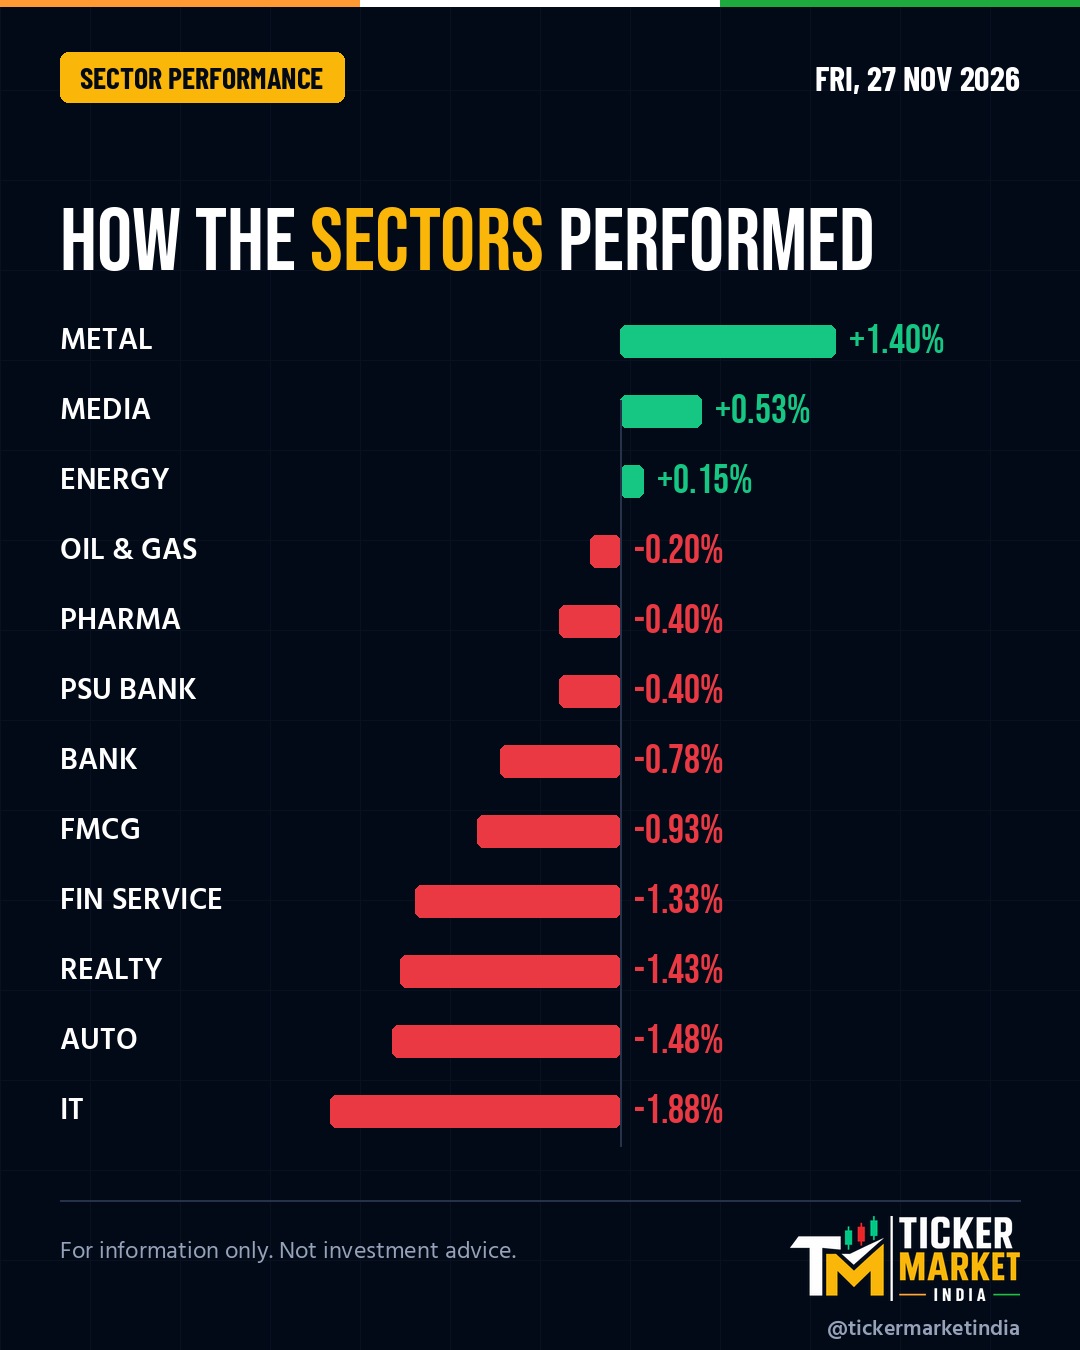 SECTOR PERFORMANCE
FRI, 27 NOV 2026
HOW THE SECTORS PERFORMED
METAL +1.40%
MEDIA +0.53%
ENERGY +0.15%
OIL & GAS -0.20%
PHARMA -0.40%
PSU BANK -0.40%
BANK -0.78%
FMCG -0.93%
FIN SERVICE -1.33%
REALTY -1.43%
AUTO -1.48%
IT -1.88%
For information only. Not investment advice.
TM TICKER
MARKET
INDIA
@tickermarketindia